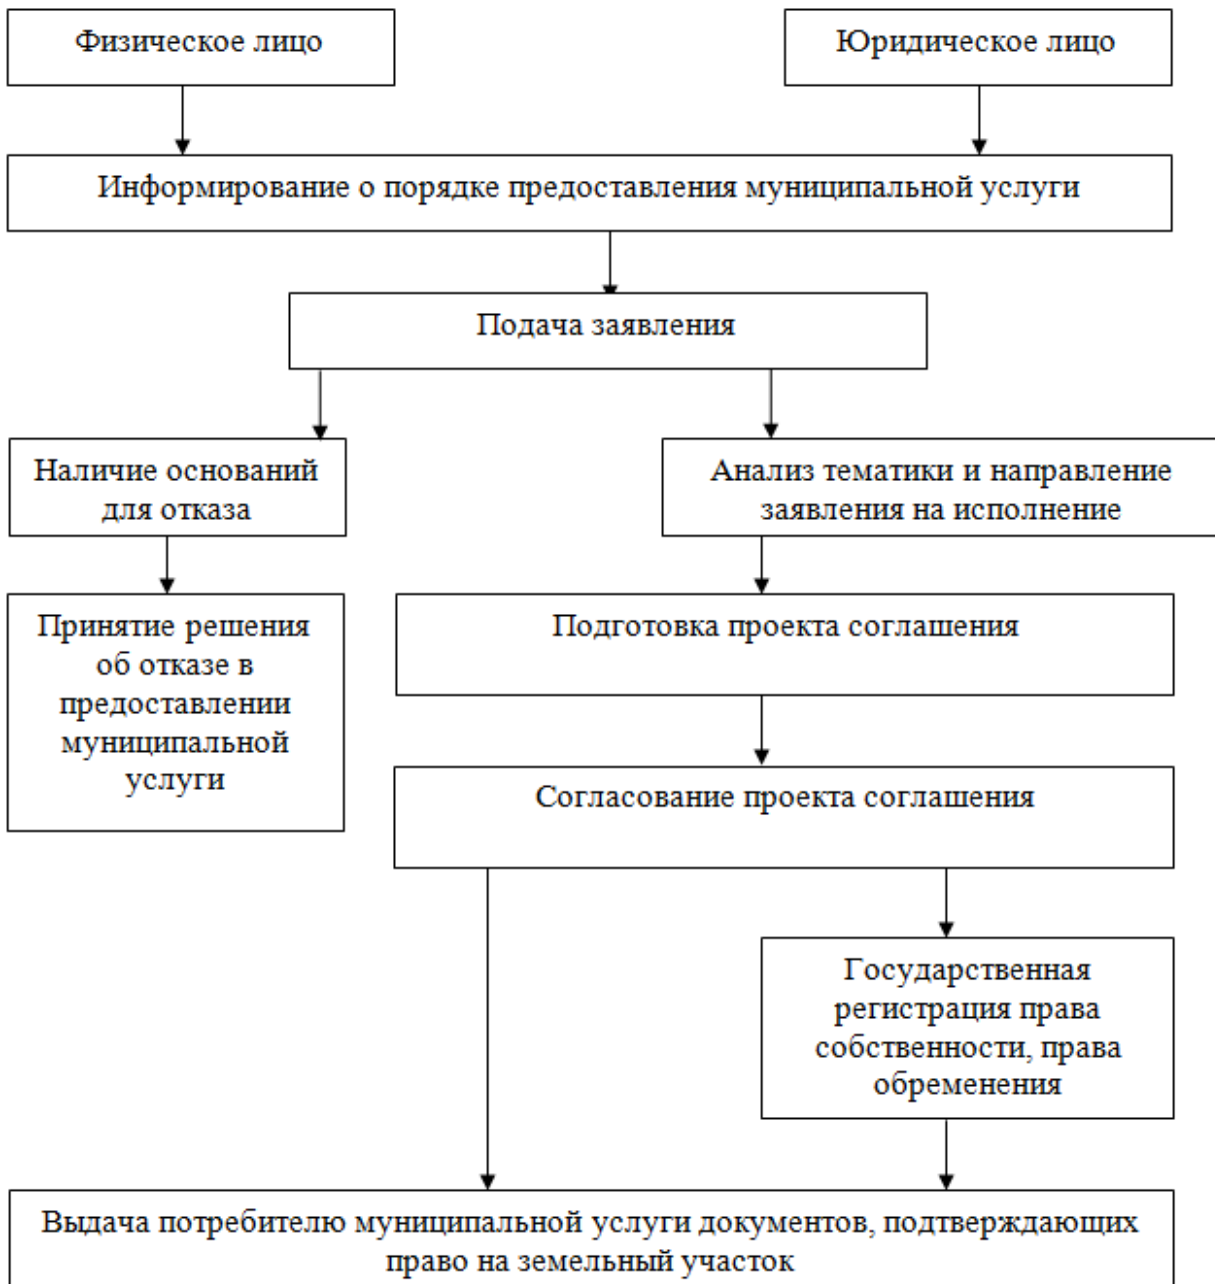 Физическое лицо
Юридическое лицо
Информирование о порядке предоставления муниципальной услуги
Подача заявления
Наличие оснований
для отказа
Анализ тематики и направление
заявления на исполнение
Принятие решения
об отказе в
предоставлении
муниципальной
услуги
Подготовка проекта соглашения
Согласование проекта соглашения
Государственная
регистрация права
собственности, права
обременения
Выдача потребителю муниципальной услуги документов, подтверждающих
право на земельный участок